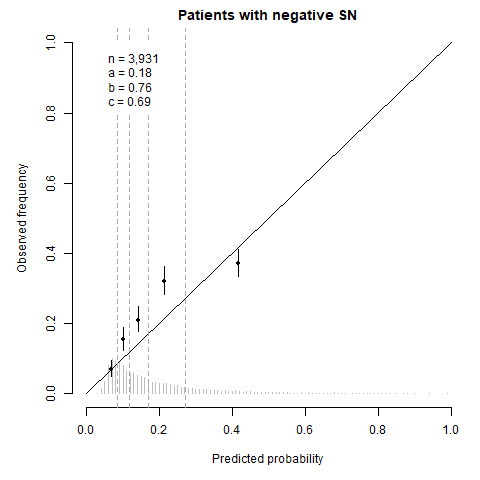 Patients with negative SN
n = 3,931
a = 0.18
b = 0.76
c = 0.69
Observed frequency
1.0
0.8
0.6
0.4
0.2
0.0
0.0 0.2 0.4 0.6 0.8 1.0
Predicted probability